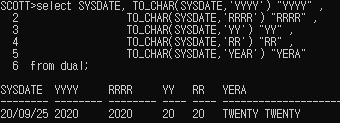 SCOTT>select SYSDATE, TO_CHAR(SYSDATE,'YYYY') "YYYY" ,
2 TO_CHAR(SYSDATE,'RRRR') "RRRR" ,
3 TO_CHAR(SYSDATE,'YY') "YY" ,
4 TO_CHAR(SYSDATE,'RR') "RR" ,
5 TO_CHAR(SYSDATE,'YEAR') "YERA"
6 from dual;
SYSDATE YYYY RRRR YY RR YERA
-------- -------- -------- ---- ---- ------------------------------------------
20/09/25 2020 2020 20 20 TWENTY TWENTY